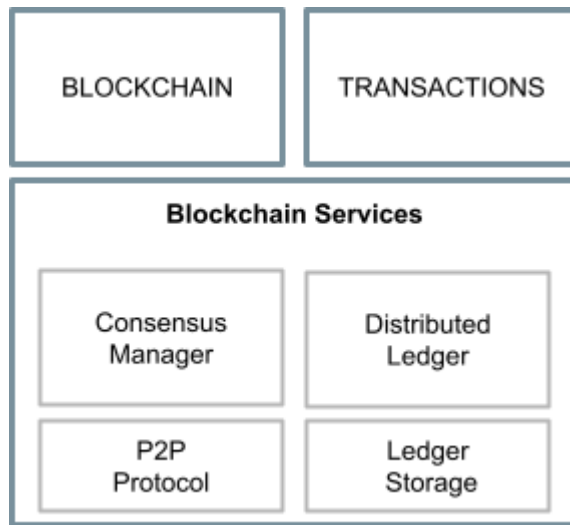 BLOCKCHAIN
TRANSACTIONS
Blockchain Services
Consensus
Manager
Distributed
Ledger
P2P
Protocol
Ledger
Storage